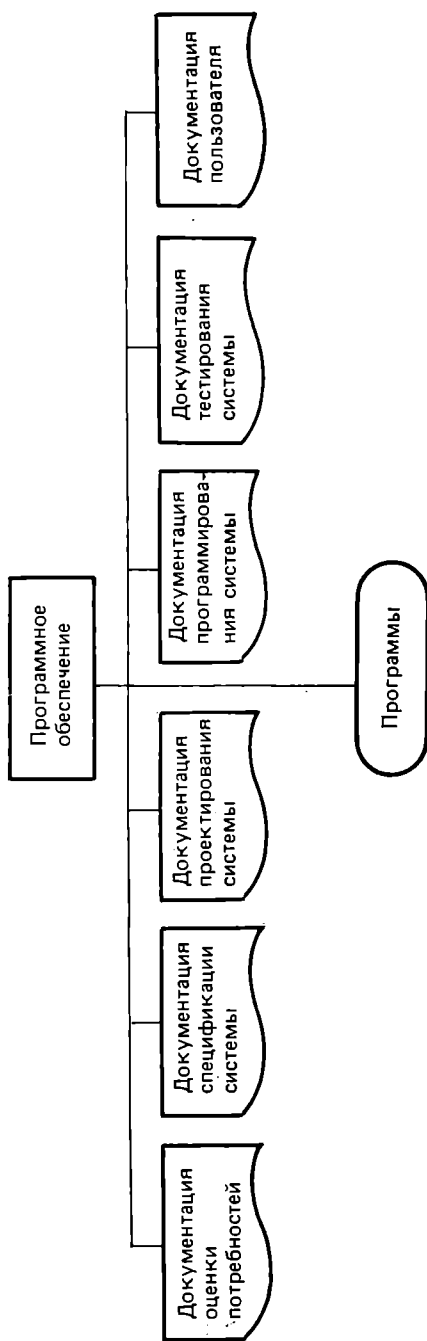 Программное
обеспечение
Документация
оценки
потребностей
Документация
спецификации
системы
Документация
проектирования
системы
Документация
программирова-
ния системы
Документация
тестирования
системы
Документация
пользователя
Программы